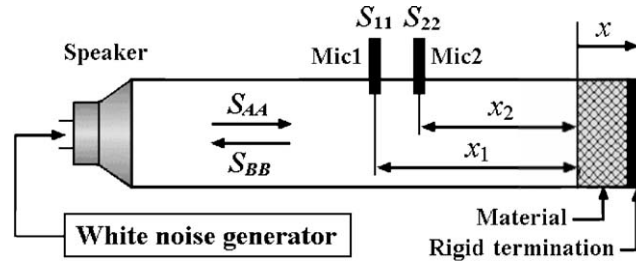 S11 S22
x
Speaker
Mic1
Mic2
SAA
x2
SBB
x1
Material
White noise generator
Rigid termination